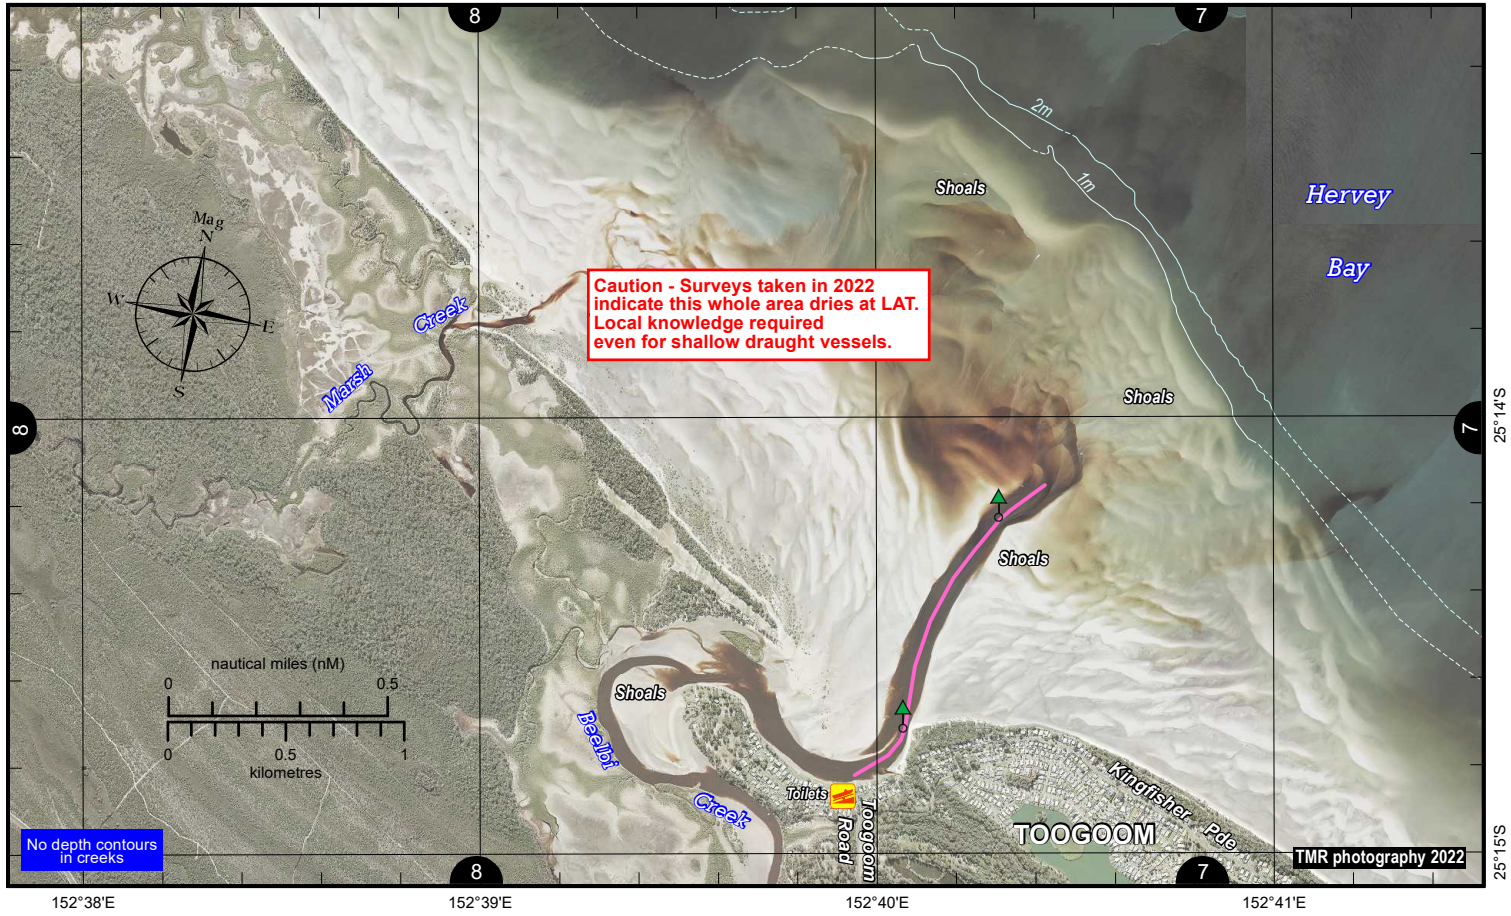 8
7
2m
1m
Shoals
Hervey
Bay
Mag
N
W
E
S
Caution - Surveys taken in 2022
indicate this whole area dries at LAT.
Local knowledge required
even for shallow draught vessels.
Creek
Marsh
Shoals
8
7
25°14'S
Shoals
nautical miles (nM)
0
0.5
0
0.5
1
kilometres
Shoals
Beelbi
Creek
Toilets
Toogoom
Road
Kingfisher Pde
TOOGOOM
No depth contours
in creeks
8
7
TMR photography 2022
25°15'S
152°38'E
152°39'E
152°40'E
152°41'E